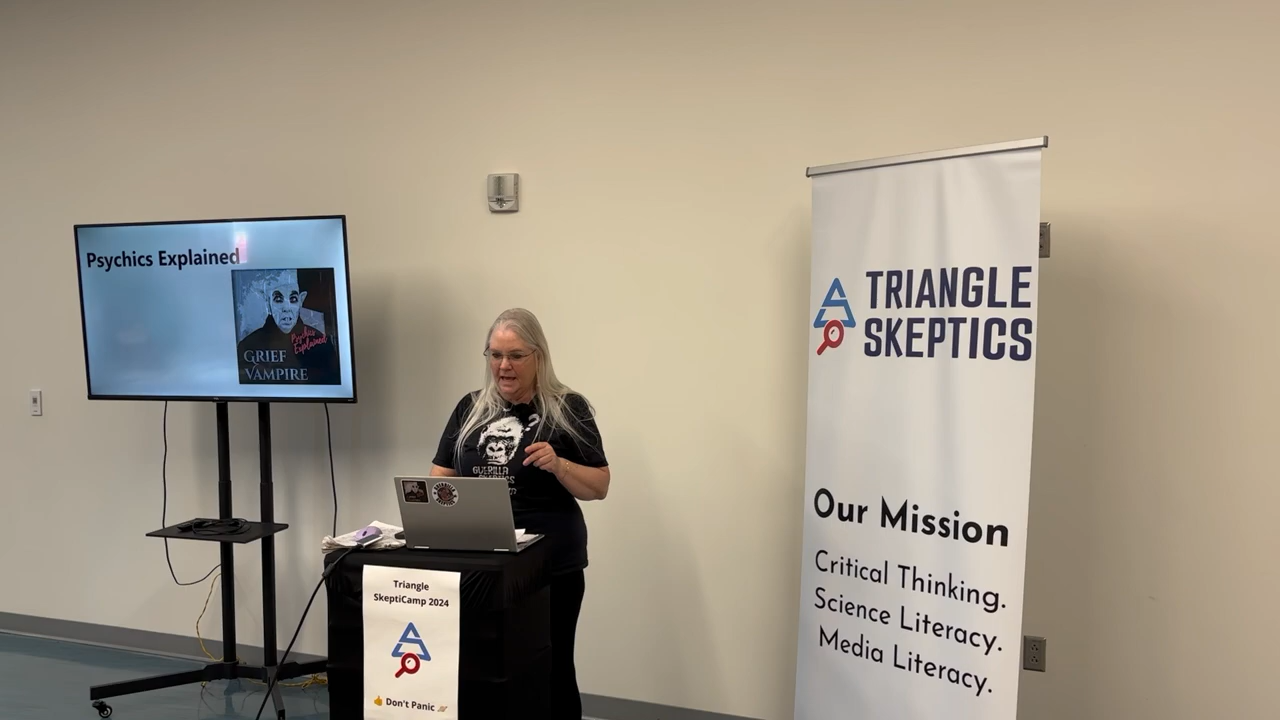 Psychics Explained
Psychics
Explained
GRIEF
VAMPIRE
GUERILLA
Triangle
SkeptiCamp 2024
👍 Don't Panic 🪐
TRIANGLE
SKEPTICS
Our Mission
Critical Thinking.
Science Literacy.
Media Literacy.